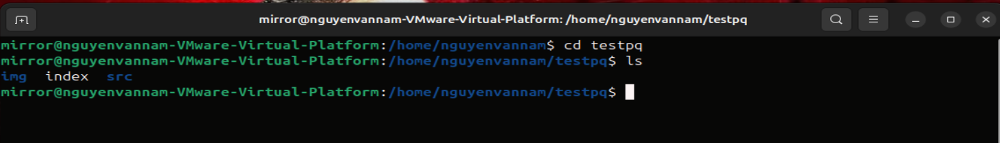 mirror@nguyenvannam-VMware-Virtual-Platform: /home/nguyenvannam/testpq
mirror@nguyenvannam-VMware-Virtual-Platform:/home/nguyenvannam$ cd testpq
mirror@nguyenvannam-VMware-Virtual-Platform:/home/nguyenvannam/testpq$ ls
img  index  src
mirror@nguyenvannam-VMware-Virtual-Platform:/home/nguyenvannam/testpq$